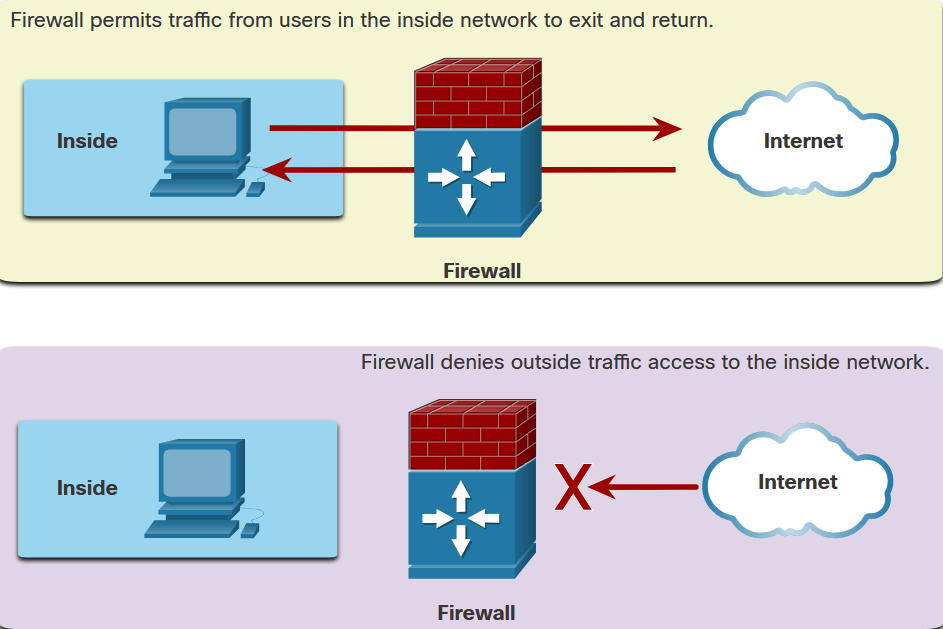 Firewall permits traffic from users in the inside network to exit and return.
Inside
Internet
Firewall
Firewall denies outside traffic access to the inside network.
Inside
Internet
Firewall